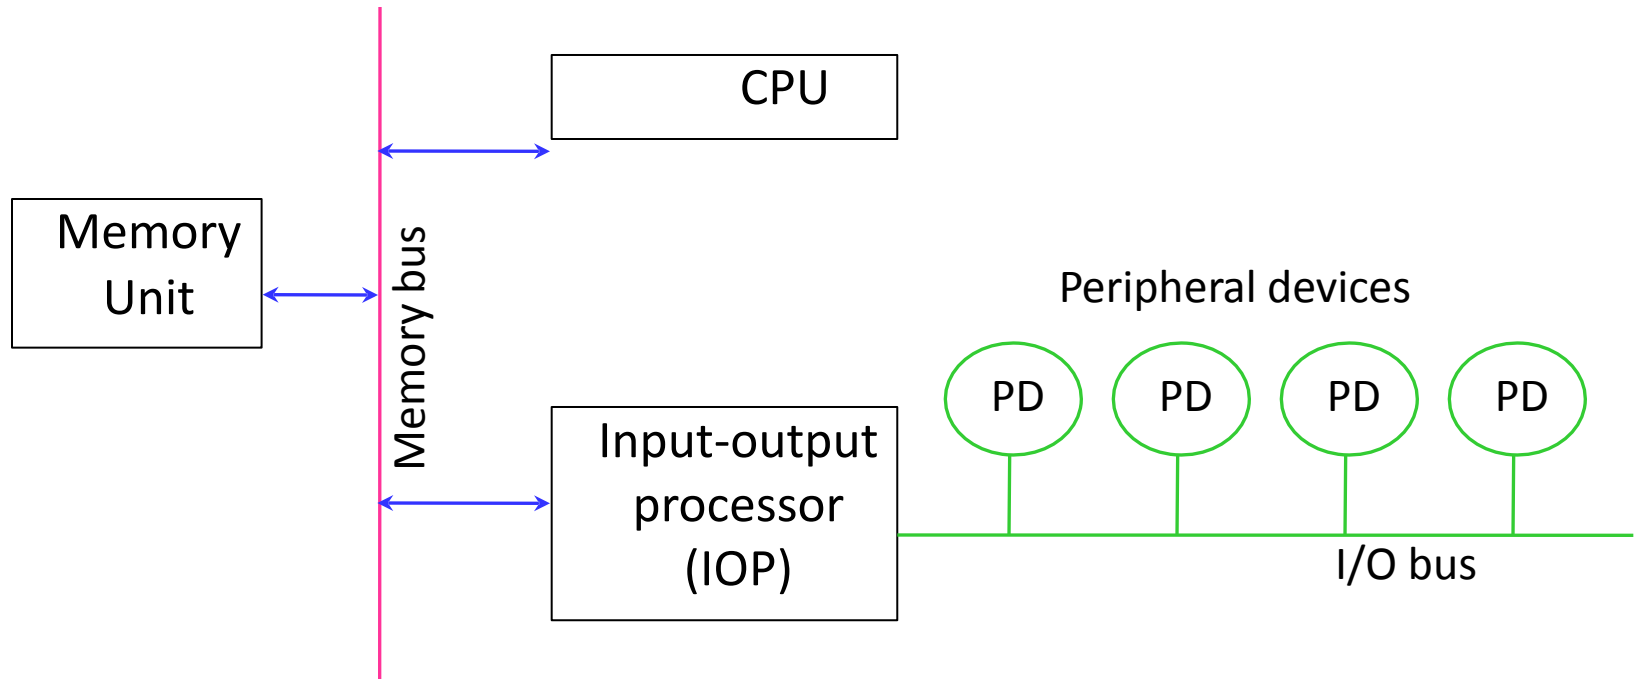 CPU
Memory
Unit
Memory bus
Peripheral devices
PD PD PD PD
Input-output
processor
(IOP)
I/O bus